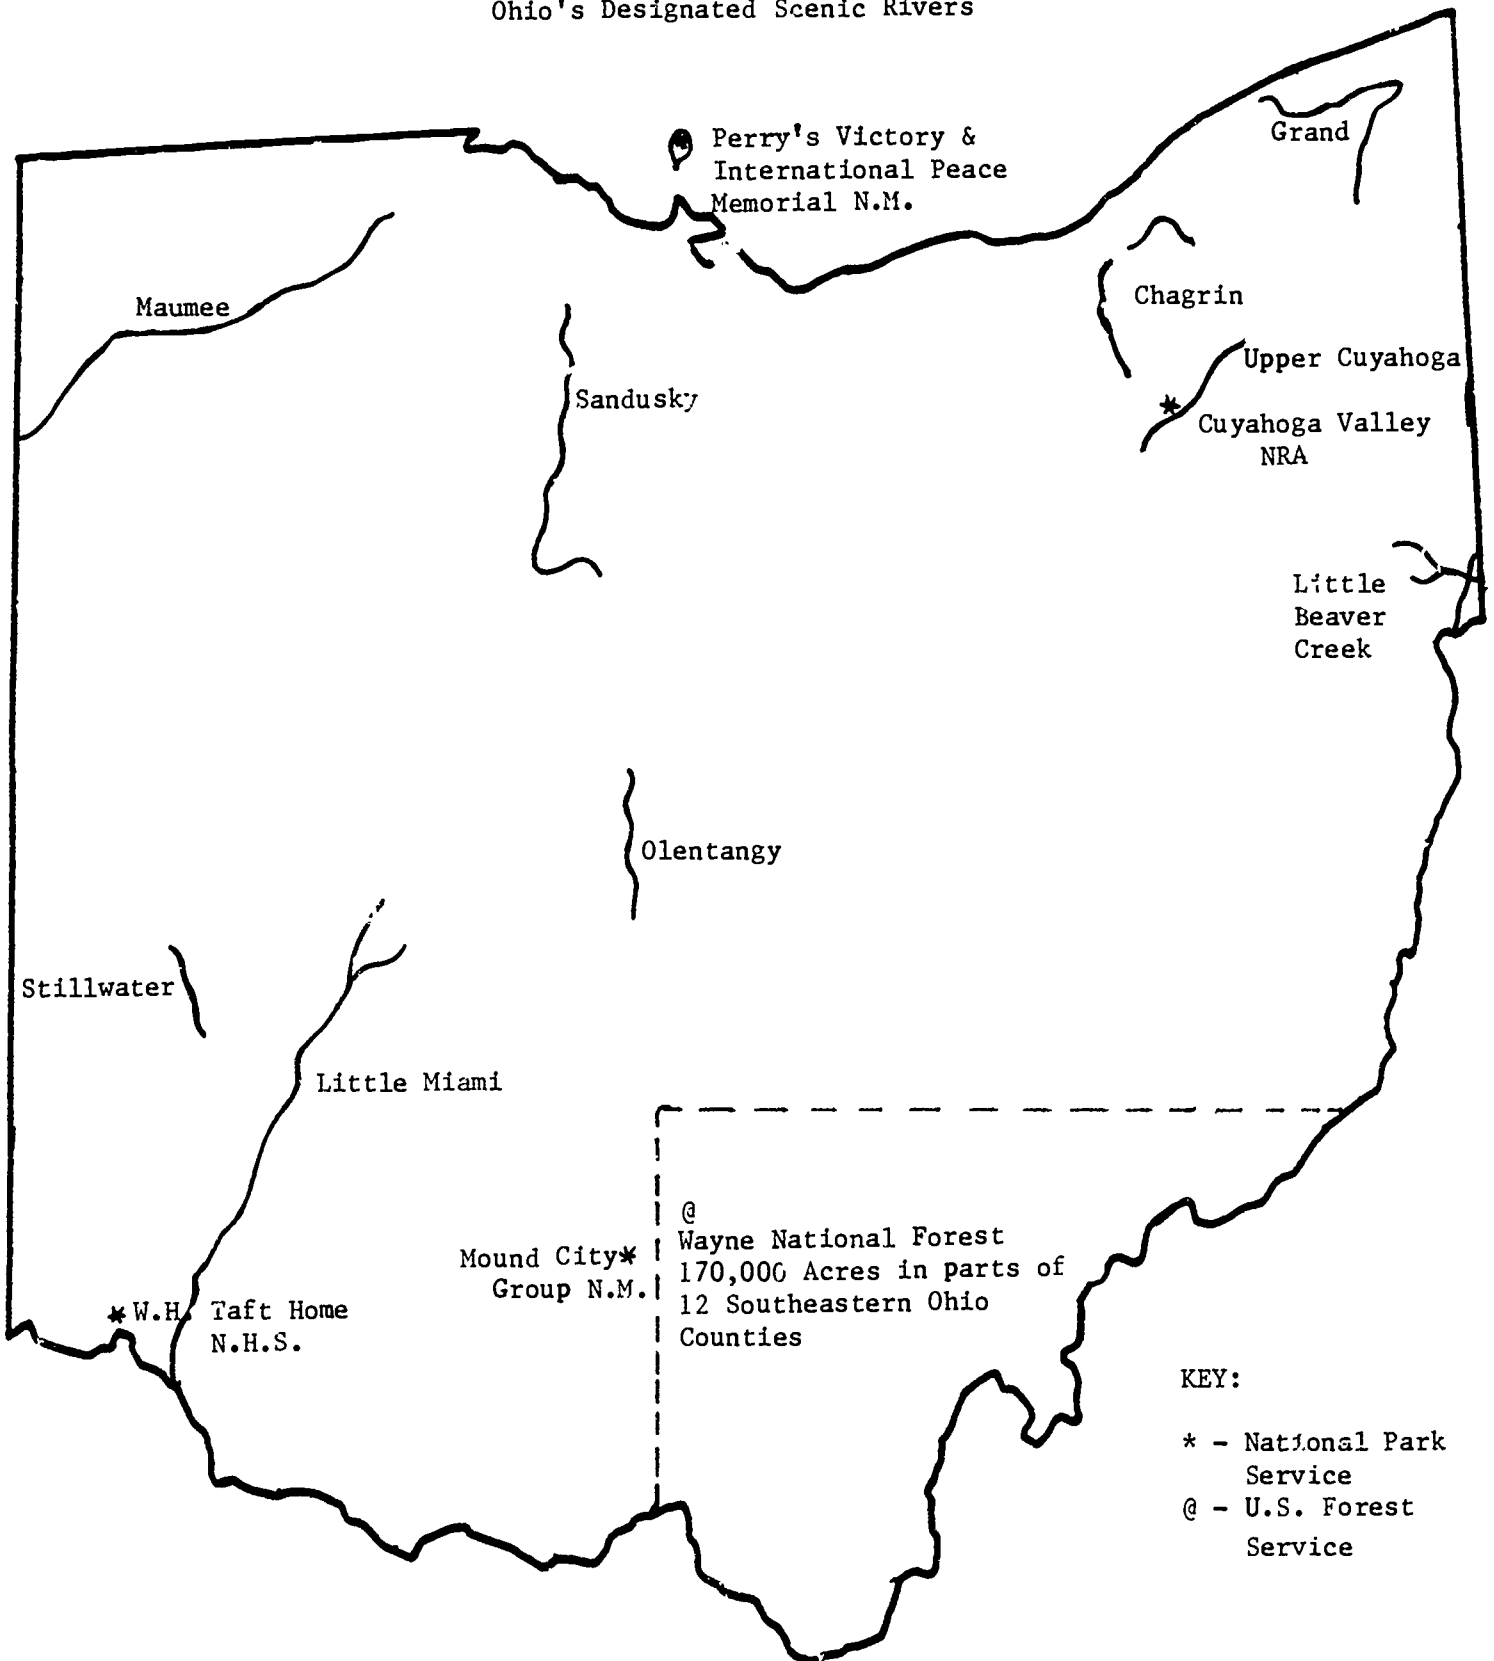 Ohio's Designated Scenic Rivers
Perry's Victory &
International Peace
Memorial N.M.
Grand
Maumee
Chagrin
Upper Cuyahoga
Sandusky
*
Cuyahoga Valley
NRA
Little
Beaver
Creek
Olentangy
Stillwater
Little Miami
@
Wayne National Forest
170,000 Acres in parts of
12 Southeastern Ohio
Counties
Mound City*
Group N.M.
*W.H. Taft Home
N.H.S.
KEY:
* - National Park
Service
@ - U.S. Forest
Service